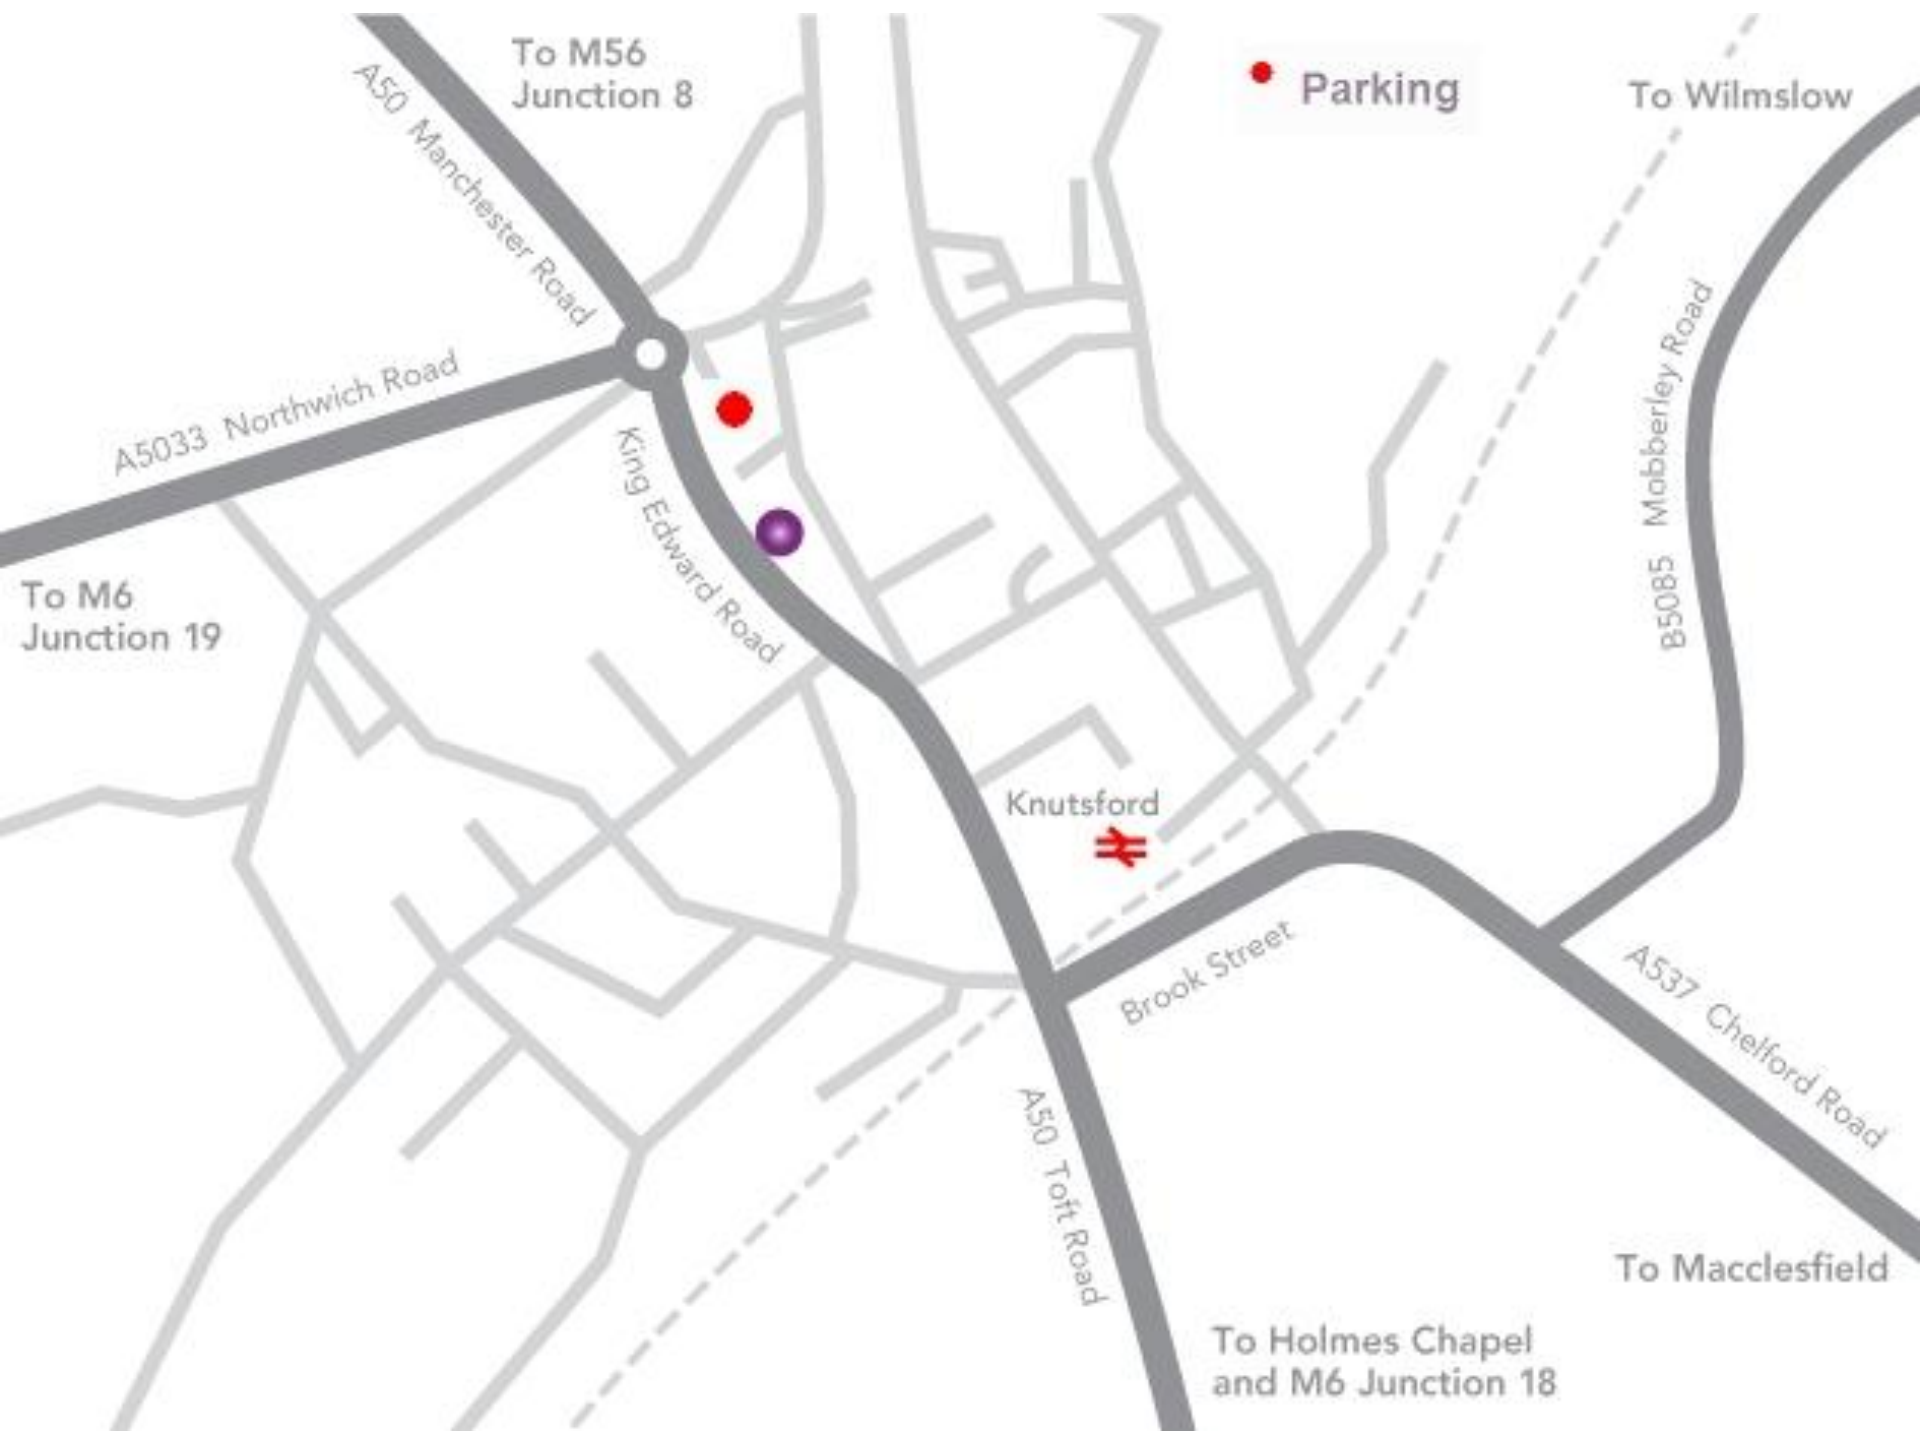 To M56
Junction 8
Parking
To Wilmslow
A50 Manchester Road
A5033 Northwich Road
King Edward Road
B5085 Mobberley Road
To M6
Junction 19
Knutsford
Brook Street
A537 Chelford Road
A50 Toft Road
To Macclesfield
To Holmes Chapel
and M6 Junction 18